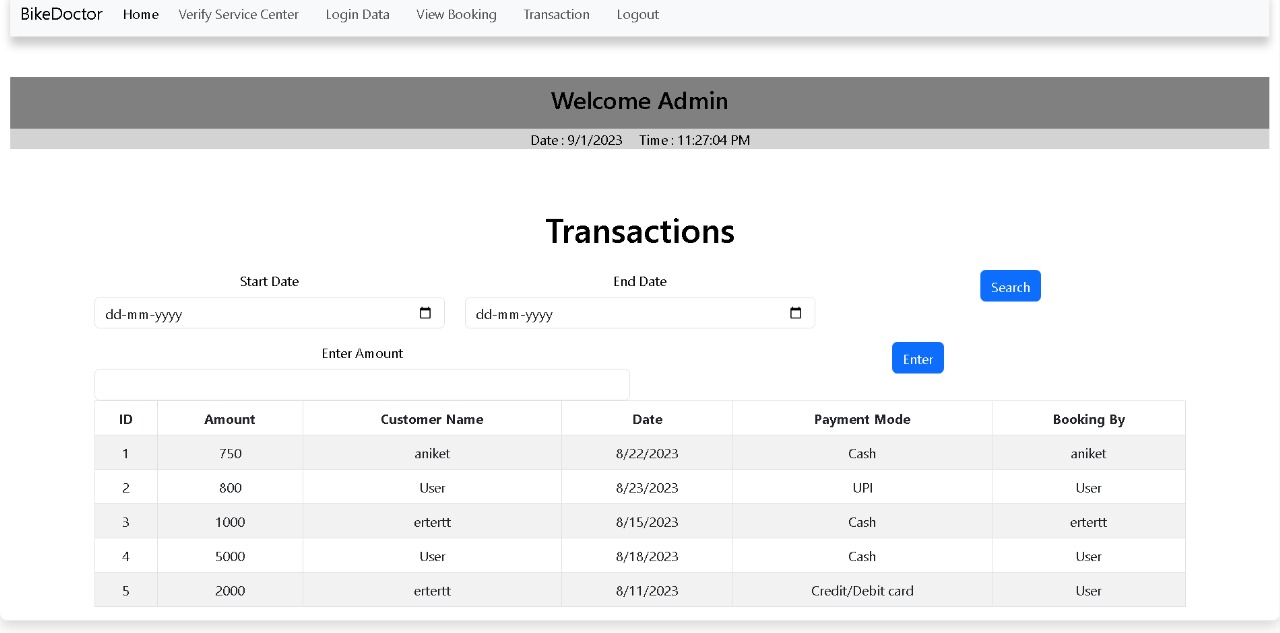 BikeDoctor Home Verify Service Center Login Data View Booking Transaction Logout
Welcome Admin
Date : 9/1/2023 Time : 11:27:04 PM
Transactions
Start Date End Date Search
dd-mm-yyyy dd-mm-yyyy
Enter Amount Enter
ID Amount Customer Name Date Payment Mode Booking By
1 750 aniket 8/22/2023 Cash aniket
2 800 User 8/23/2023 UPI User
3 1000 ertertt 8/15/2023 Cash ertertt
4 5000 User 8/18/2023 Cash User
5 2000 ertertt 8/11/2023 Credit/Debit card User